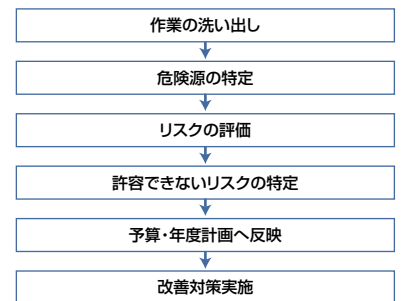 作業の洗い出し
危険源の特定
リスクの評価
許容できないリスクの特定
予算・年度計画へ反映
改善対策実施